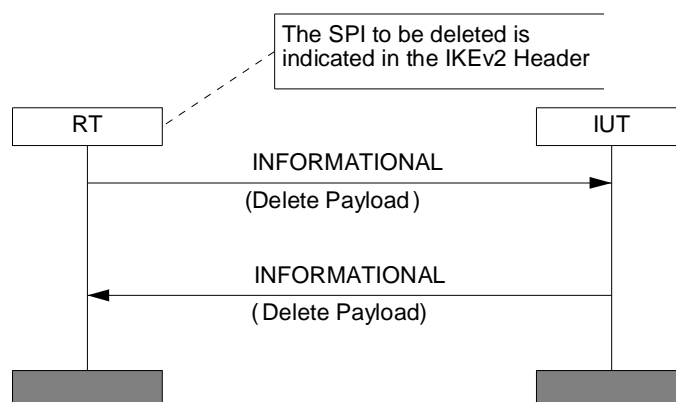 The SPI to be deleted is
indicated in the IKEv2 Header
RT
IUT
INFORMATIONAL
(Delete Payload)
INFORMATIONAL
(Delete Payload)